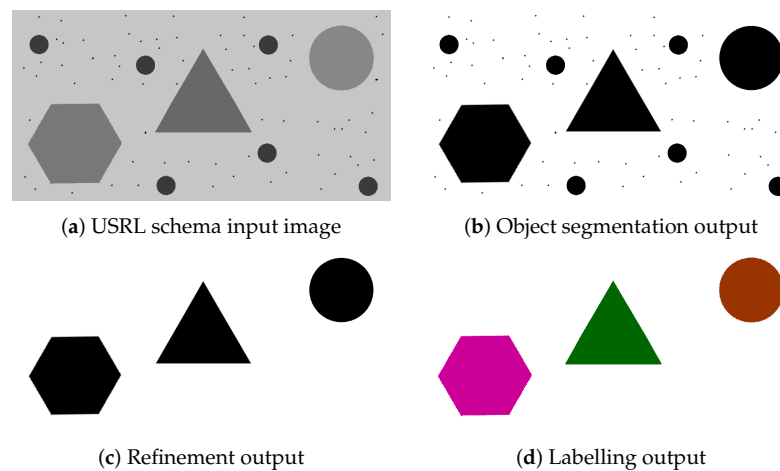 (a) USRL schema input image
(b) Object segmentation output
(c) Refinement output
(d) Labelling output